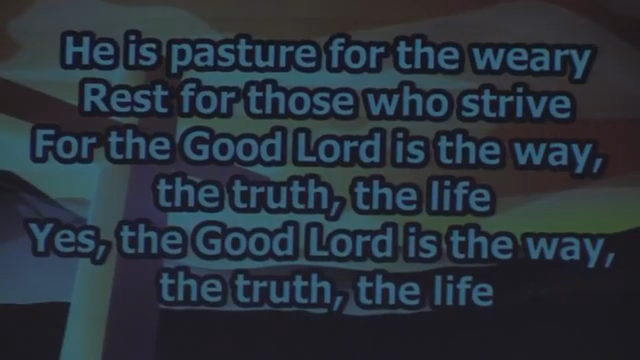 He is pasture for the weary
Rest for those who strive
For the Good Lord is the way,
the truth, the life
Yes, the Good Lord is the way,
the truth, the life